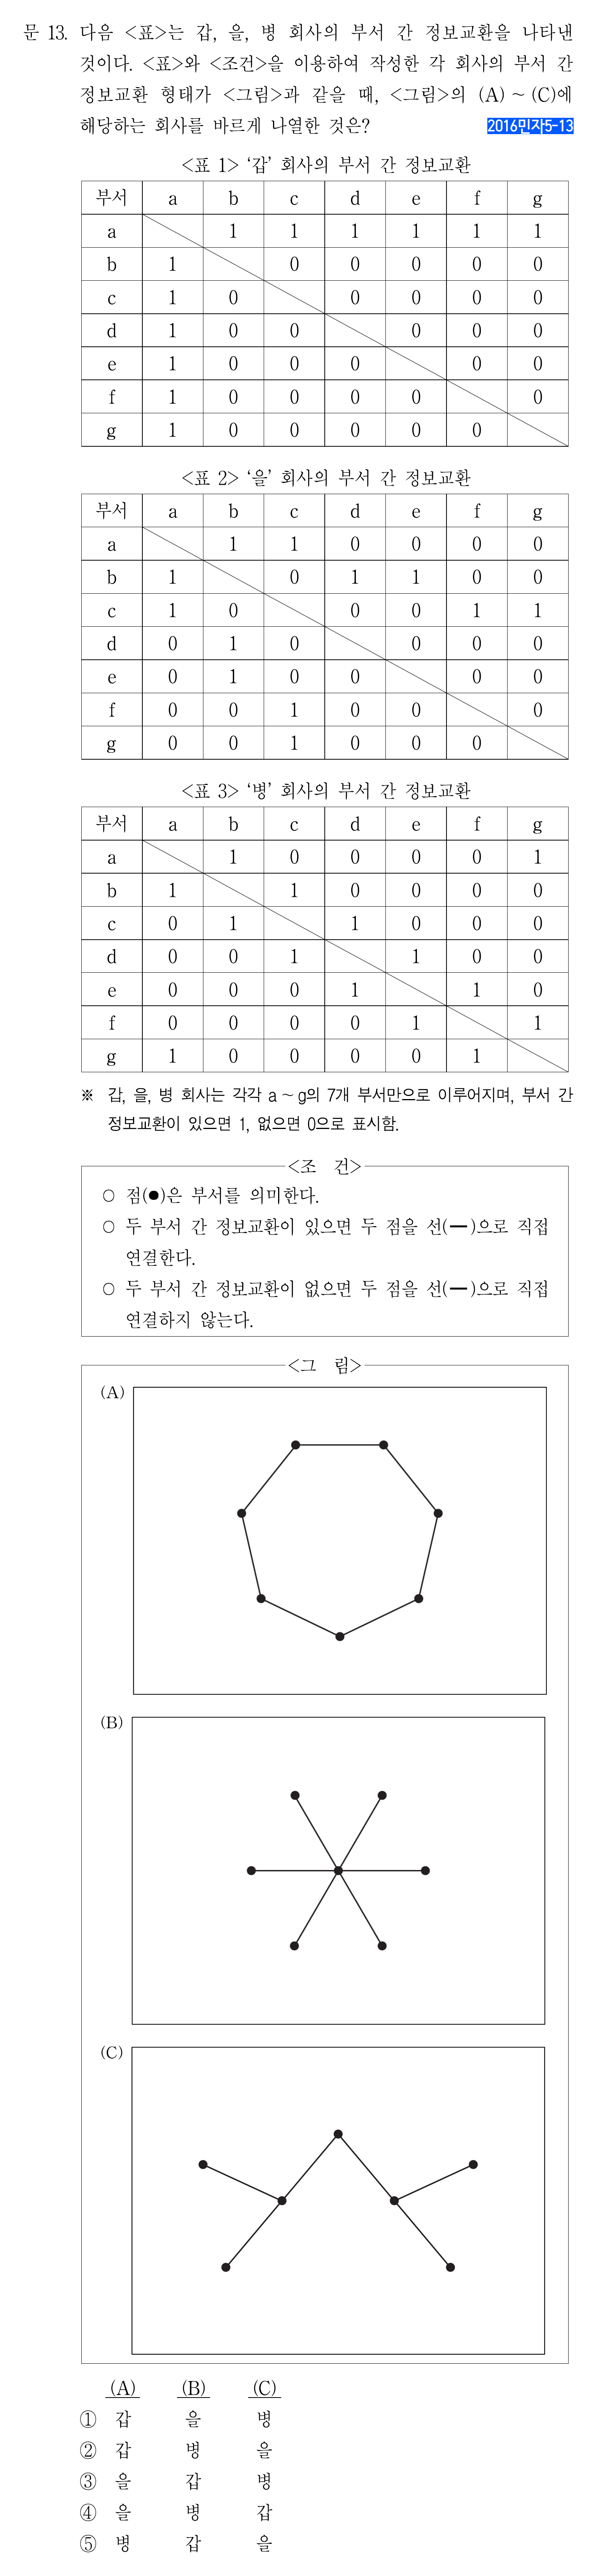 문 13. 다음 <표>는 갑, 을, 병 회사의 부서 간 정보교환을 나타낸
것이다. <표>와 <조건>을 이용하여 작성한 각 회사의 부서 간
정보교환 형태가 <그림>과 같을 때, <그림>의 (A) ~ (C)에
해당하는 회사를 바르게 나열한 것은? 2016민자5-13
<표 1> ‘갑’ 회사의 부서 간 정보교환
부서 a b c d e f g
a 1 1 1 1 1 1
b 1 0 0 0 0 0
c 1 0 0 0 0 0
d 1 0 0 0 0 0
e 1 0 0 0 0 0
f 1 0 0 0 0 0
g 1 0 0 0 0 0
<표 2> ‘을’ 회사의 부서 간 정보교환
부서 a b c d e f g
a 1 1 0 0 0 0
b 1 0 1 1 0 0
c 1 0 0 0 1 1
d 0 1 0 0 0 0
e 0 1 0 0 0 0
f 0 0 1 0 0 0
g 0 0 1 0 0 0
<표 3> ‘병’ 회사의 부서 간 정보교환
부서 a b c d e f g
a 1 0 0 0 0 1
b 1 1 0 0 0 0
c 0 1 1 0 0 0
d 0 0 1 1 0 0
e 0 0 0 1 1 0
f 0 0 0 0 1 1
g 1 0 0 0 0 1
※ 갑, 을, 병 회사는 각각 a ~ g의 7개 부서만으로 이루어지며, 부서 간
정보교환이 있으면 1, 없으면 0으로 표시함.
<조 건>
○ 점(●)은 부서를 의미한다.
○ 두 부서 간 정보교환이 있으면 두 점을 선(━)으로 직접
연결한다.
○ 두 부서 간 정보교환이 없으면 두 점을 선(━)으로 직접
연결하지 않는다.
<그 림>
(A)
(B)
(C)
(A) (B) (C)
① 갑 을 병
② 갑 병 을
③ 을 갑 병
④ 을 병 갑
⑤ 병 갑 을